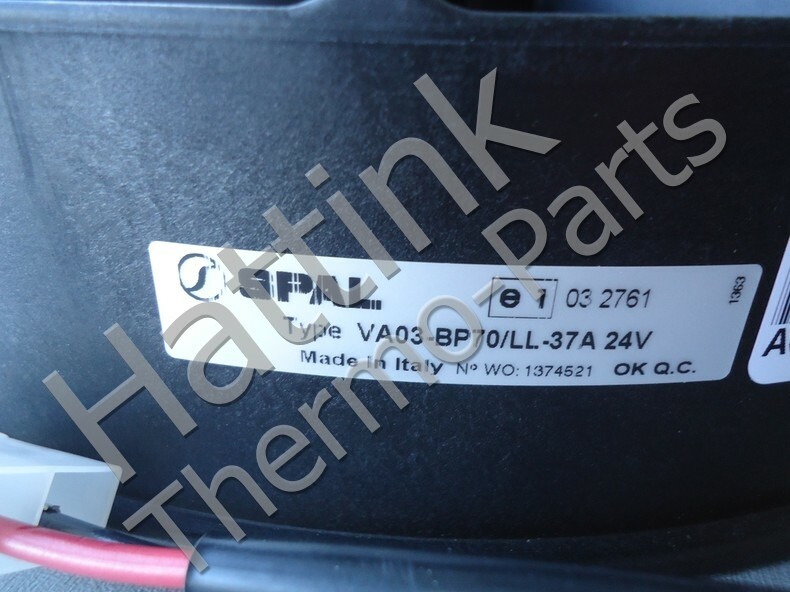 SPAL
e1 03 2761
1363
Type VA03-BP70/LL-37A 24V
Made in Italy Nº WO: 1374521 OK Q.C.
A
Hattink
Thermo-Parts